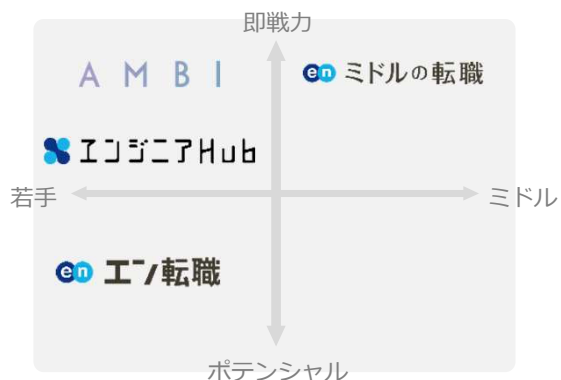 即戦力
AMBI
en ミドルの転職
エンジニアHub
若手
ミドル
en エン転職
ポテンシャル